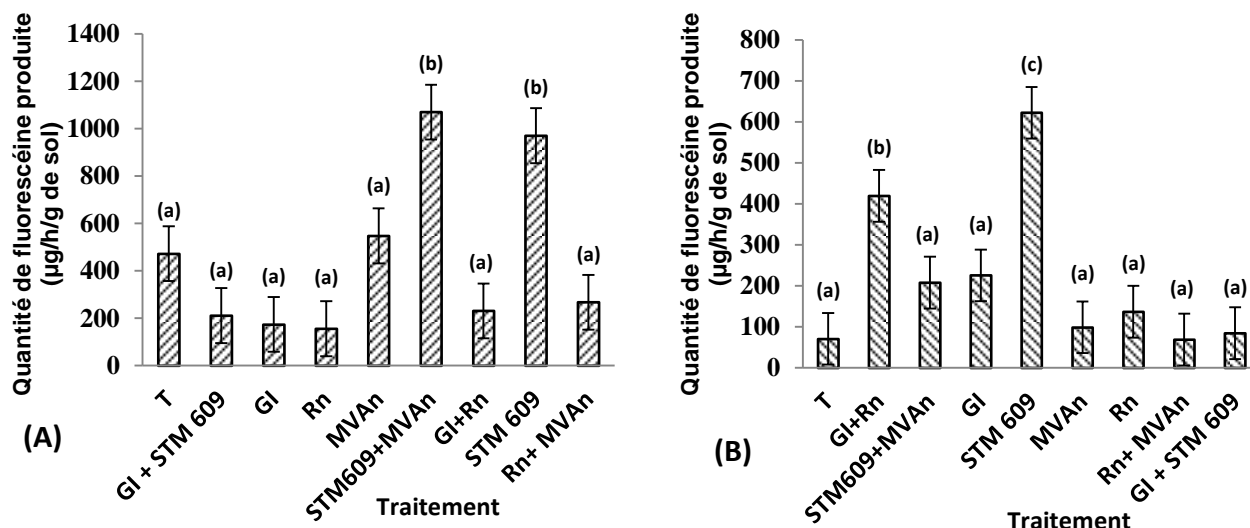 Quantité de fluorescéine produite
(µg/h/g de sol)
1400
1200
1000
800
600
400
200
0
(a)
(a)
(a)
(a)
(a)
(b)
(a)
(b)
(a)
T
GI + STM 609
GI
Rn
MVAn
STM609+MVAn
GI+Rn
STM 609
Rn+ MVAn
(A)
Traitement
Quantité de fluorescéine produite
(µg/h/g de sol)
800
700
600
500
400
300
200
100
0
(a)
(b)
(a)
(a)
(c)
(a)
(a)
(a)
(a)
T
GI+Rn
STM609+MVAn
GI
STM 609
MVAn
Rn
Rn+ MVAn
GI + STM 609
(B)
Traitement